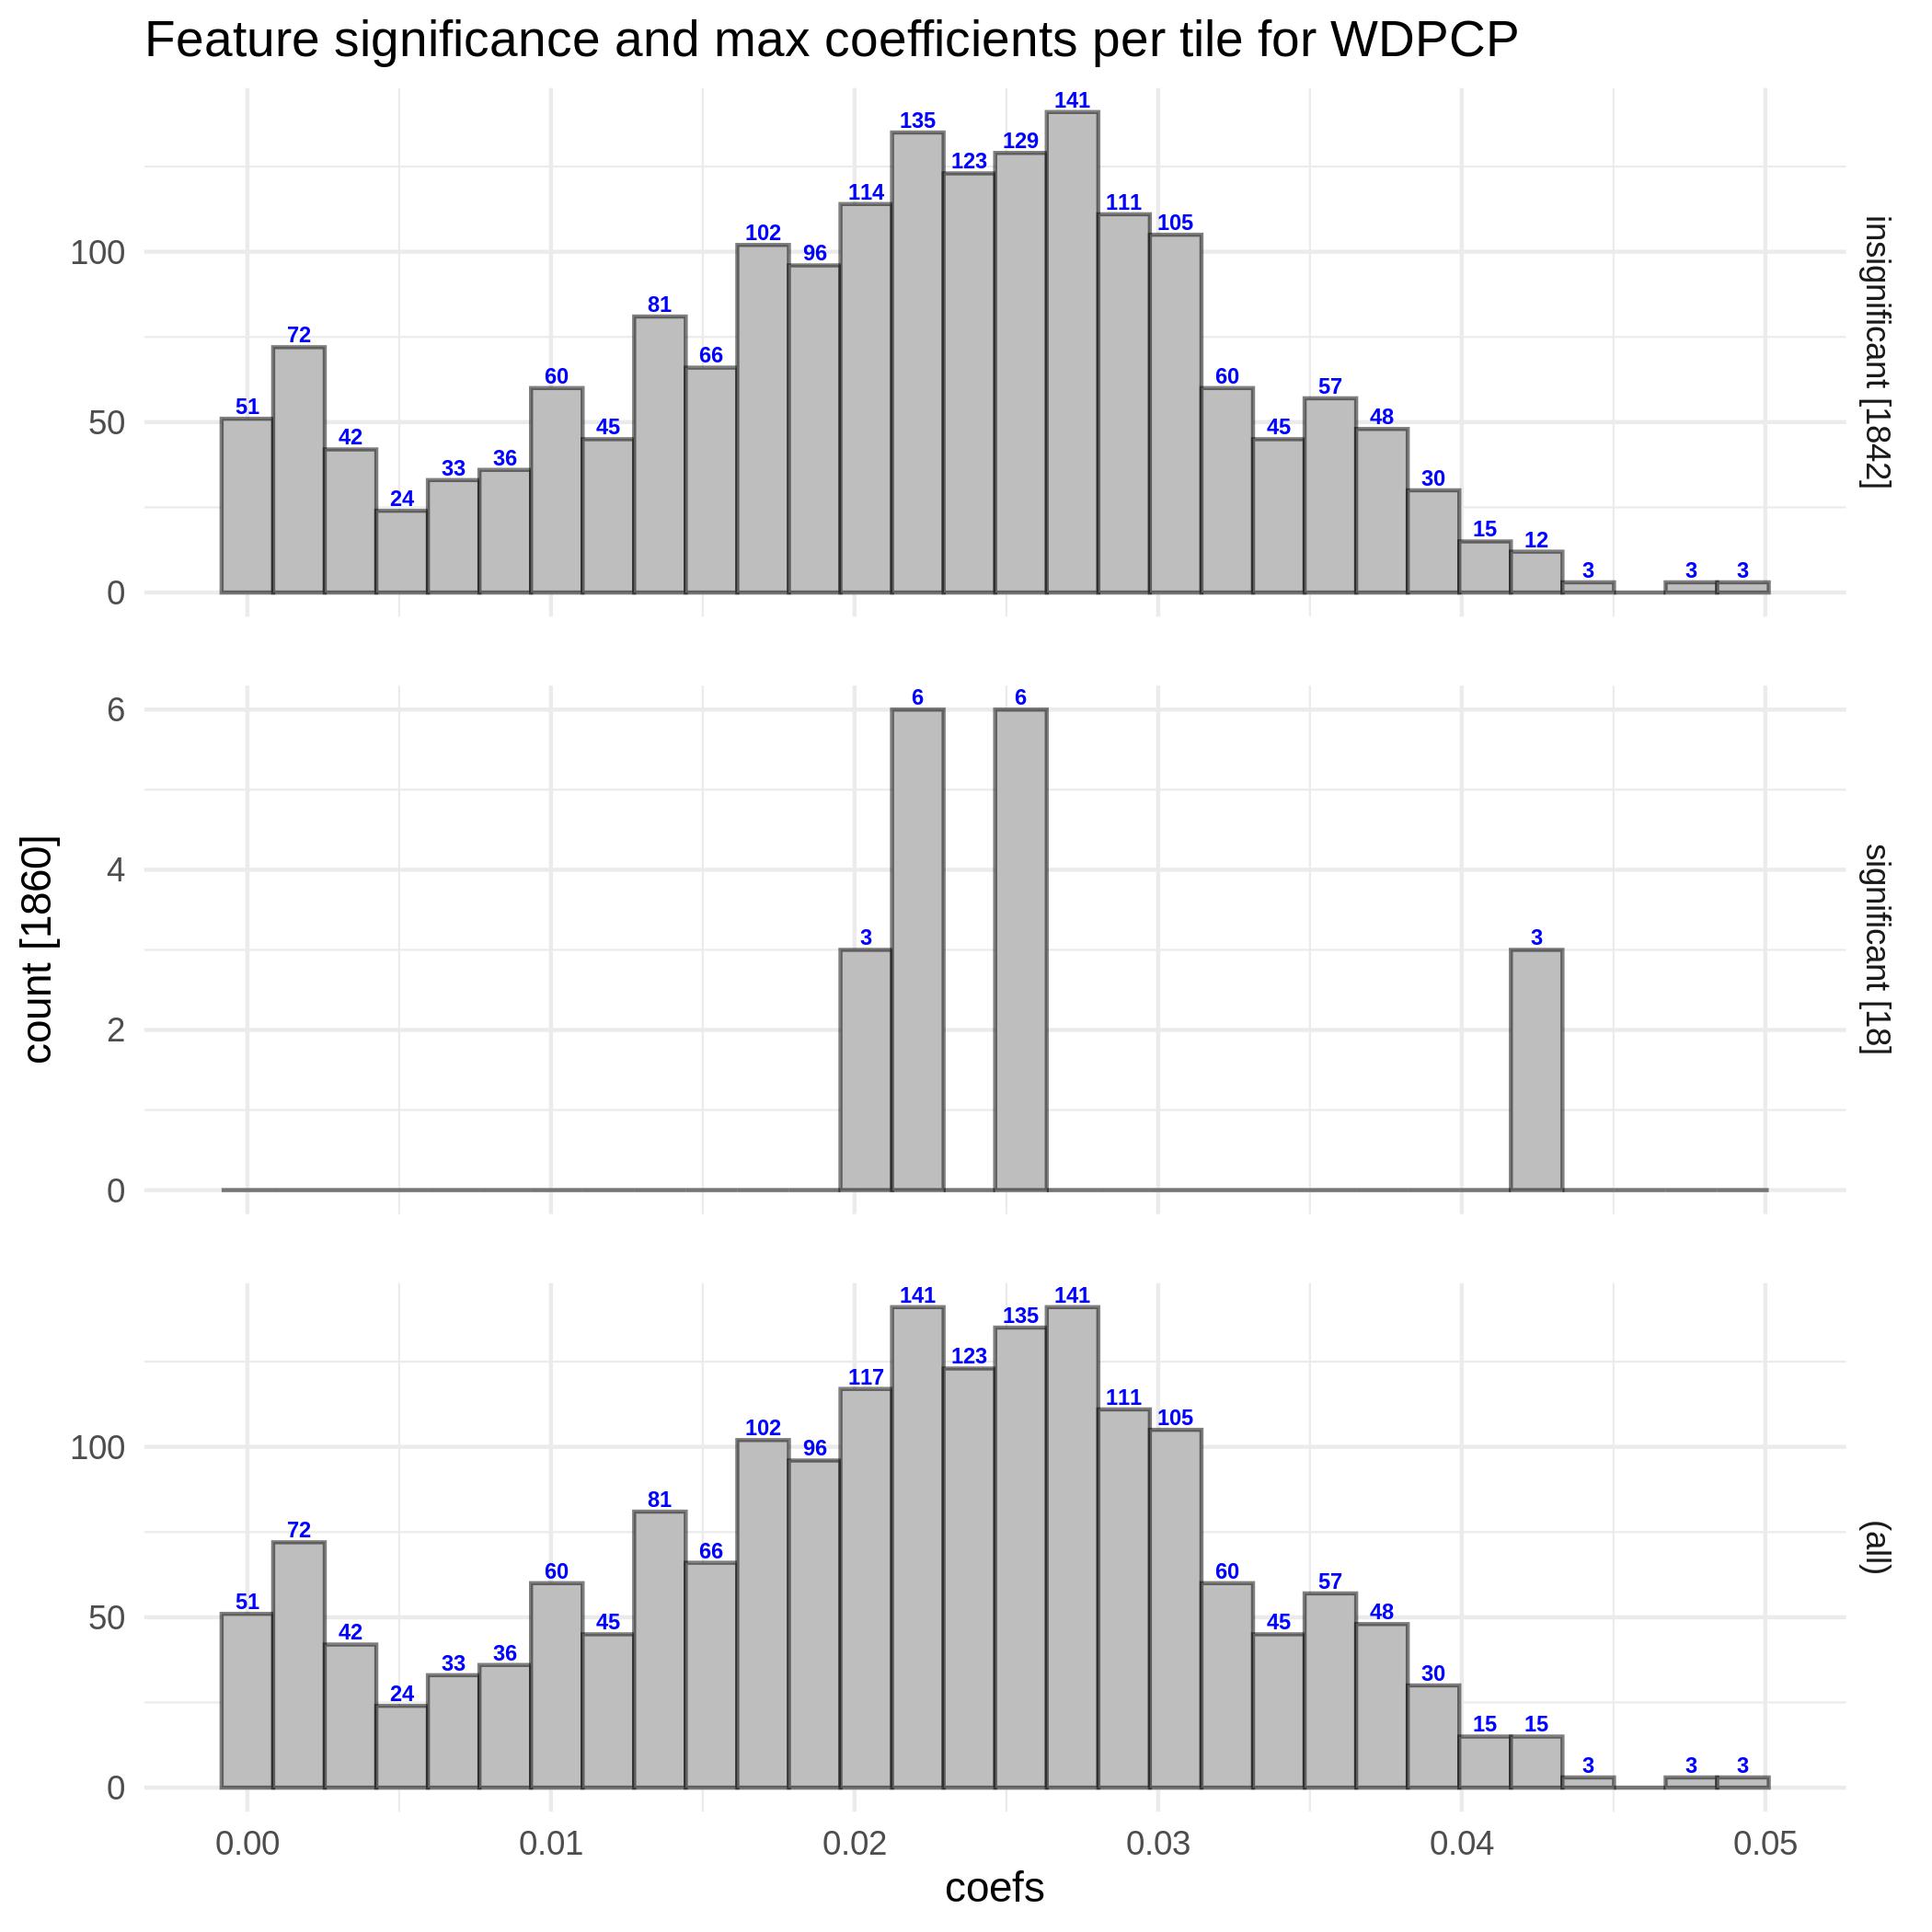 Feature significance and max coefficients per tile for WDPCP
51 72 42 24 33 36 60 45 81 66 102 96 114 135 123 129 141 111 105 60 45 57 48 30 15 12 3 3 3
100
50
0
insignificant [1842]
3 6 6 3
6
4
2
0
significant [18]
count [1860]
51 72 42 24 33 36 60 45 81 66 102 96 117 141 123 135 141 111 105 60 45 57 48 30 15 15 3 3 3
100
50
0
(all)
0.00 0.01 0.02 0.03 0.04 0.05
coefs